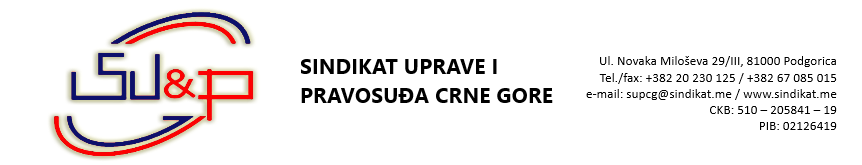 SU&P
SINDIKAT UPRAVE I
PRAVOSUĐA CRNE GORE
Ul. Novaka Miloševa 29/III, 81000 Podgorica
Tel./fax: +382 20 230 125 / +382 67 085 015
e-mail: supcg@sindikat.me / www.sindikat.me
CKB: 510 – 205841 – 19
PIB: 02126419